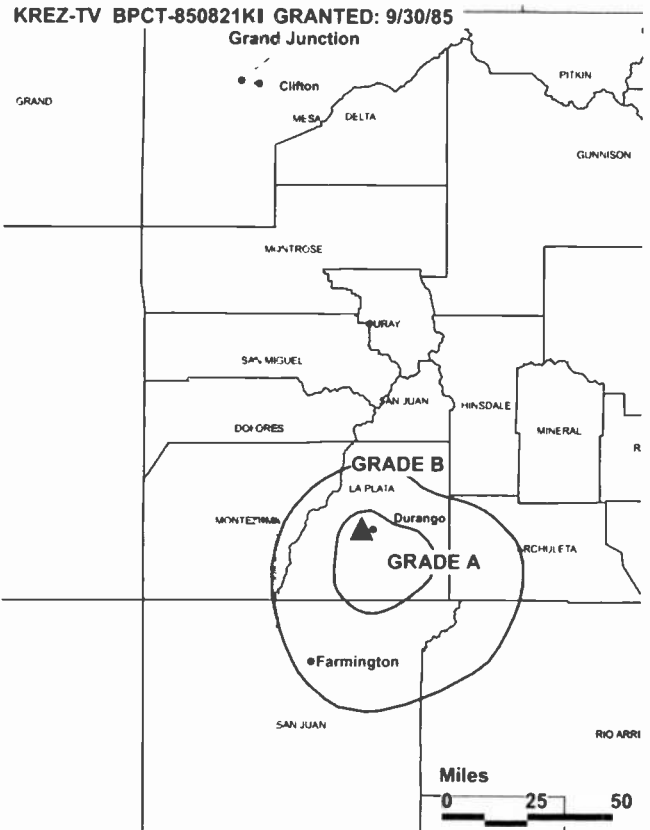 KREZ-TV BPCT-850821KI GRANTED: 9/30/85
Grand Junction
Clifton
PITKIN
GRAND
MESA
DELTA
GUNNISON
MONTROSE
OURAY
SAN MIGUEL
SAN JUAN
HINSDALE
DOLORES
MINERAL
R
GRADE B
LA PLATA
MONTEZUMA
Durango
ARCHULETA
GRADE A
Farmington
SAN JUAN
RIO ARRI
Miles
0 25 50